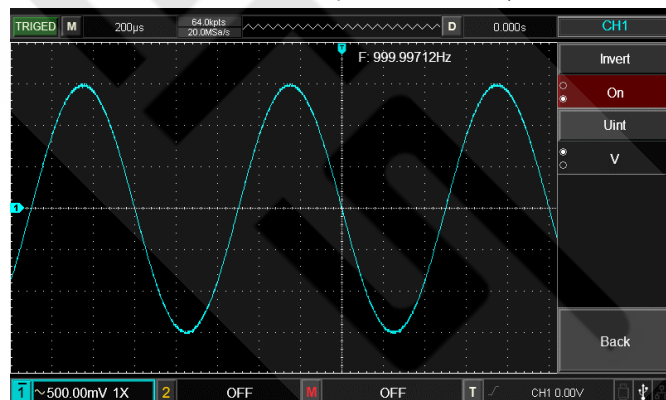 TRIGED M 200µs 64.0kpts 20.0MSa/s D 0.000s CH1
F: 999.99712Hz
Invert
On
Uint
V
1
Back
1 ~500.00mV 1X 2 OFF M OFF T CH1 0.00V